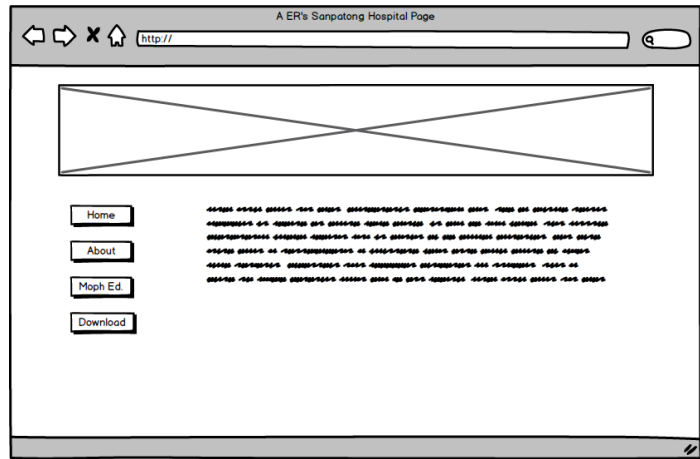 A ER's Sanpatong Hospital Page
http://
Home
About
Moph Ed.
Download